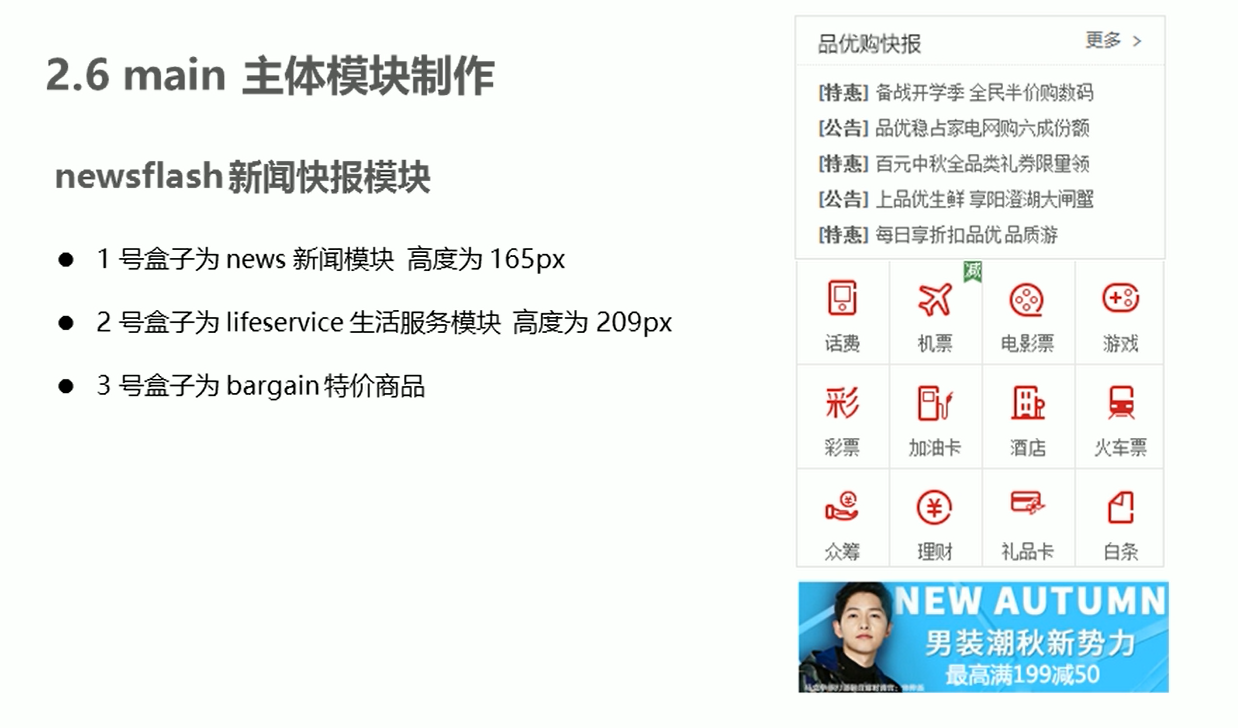 2.6 main 主体模块制作
newsflash新闻快报模块
● 1 号盒子为 news 新闻模块 高度为 165px
● 2 号盒子为 lifeservice 生活服务模块 高度为 209px
● 3 号盒子为 bargain 特价商品
品优购快报 更多 >
[特惠] 备战开学季 全民半价购数码
[公告] 品优稳占家电网购六成份额
[特惠] 百元中秋全品类礼券限量领
[公告] 上品优生鲜 享阳澄湖大闸蟹
[特惠] 每日享折扣品优品质游
减
话费 机票 电影票 游戏
彩
彩票 加油卡 酒店 火车票
众筹 理财 礼品卡 白条
NEW AUTUMN
男装潮秋新势力
最高满199减50